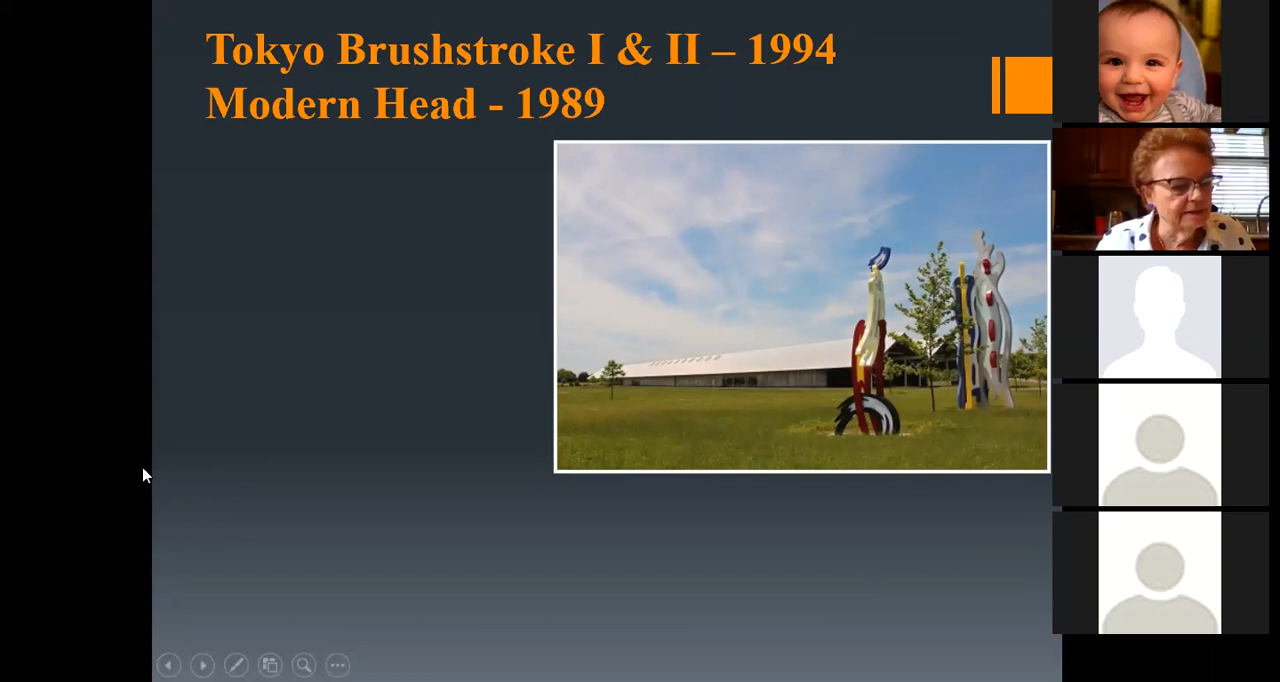 Tokyo Brushstroke I & II – 1994
Modern Head - 1989